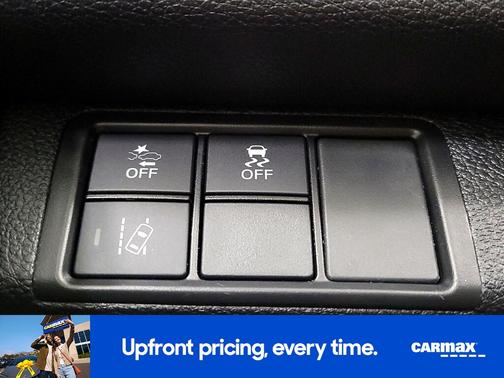 OFF
OFF
Upfront pricing, every time.
CARMAX